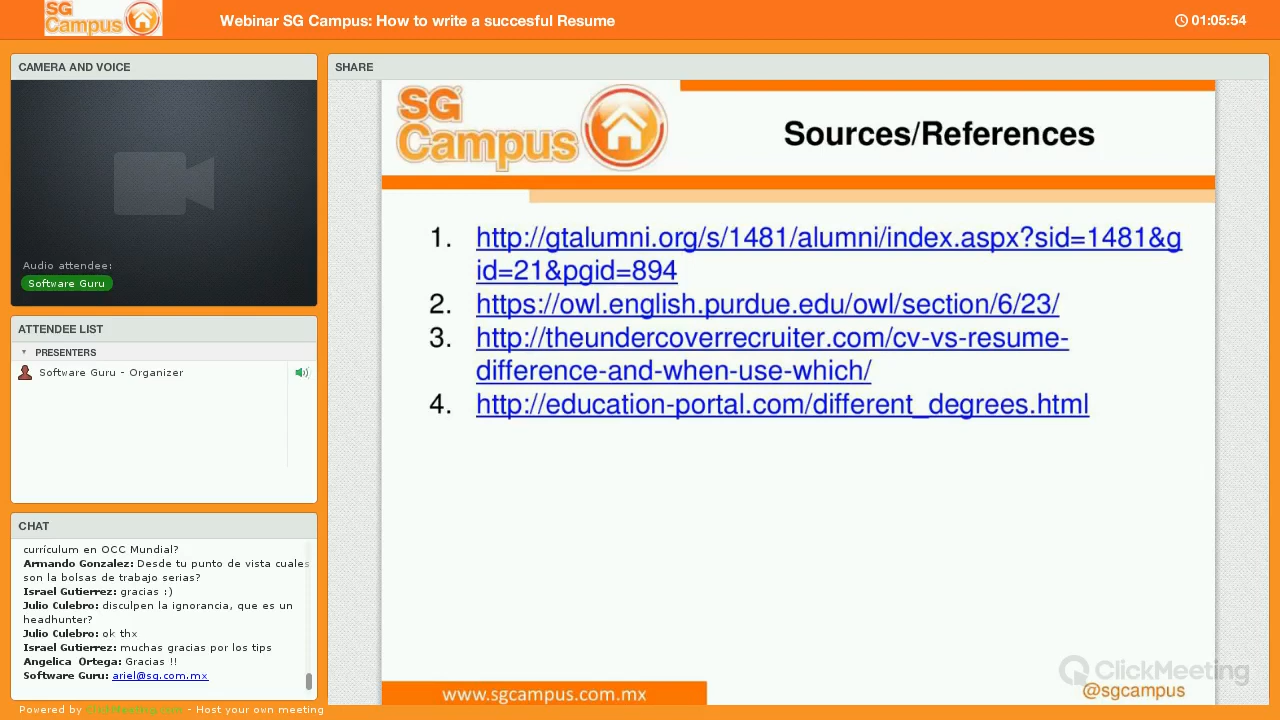 SG
Campus
Webinar SG Campus: How to write a succesful Resume
01:05:54
CAMERA AND VOICE
Audio attendee:
Software Guru
ATTENDEE LIST
PRESENTERS
Software Guru - Organizer
CHAT
currículum en OCC Mundial?
Armando Gonzalez: Desde tu punto de vista cuales
son la bolsas de trabajo serias?
Israel Gutierrez: gracias :)
Julio Culebro: disculpen la ignorancia, que es un
headhunter?
Julio Culebro: ok thx
Israel Gutierrez: muchas gracias por los tips
Angelica Ortega: Gracias !!
Software Guru: ariel@sg.com.mx
Powered by ClickMeeting.com - Host your own meeting
SHARE
SG
Campus
Sources/References
1. http://gtalumni.org/s/1481/alumni/index.aspx?sid=1481&g
id=21&pgid=894
2. https://owl.english.purdue.edu/owl/section/6/23/
3. http://theundercoverrecruiter.com/cv-vs-resume-
difference-and-when-use-which/
4. http://education-portal.com/different_degrees.html
ClickMeeting
www.sgcampus.com.mx
@sgcampus